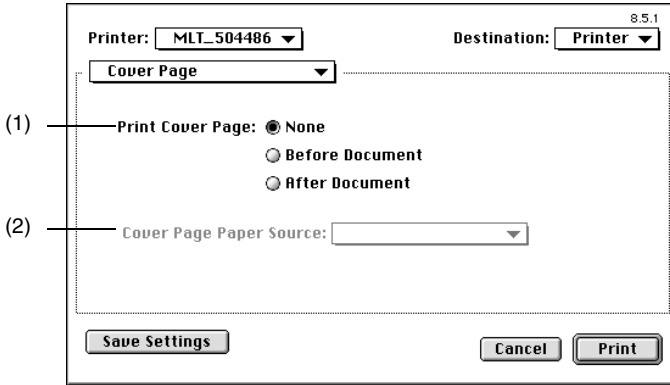 8.5.1
Printer: MLT_504486 Destination: Printer
Cover Page
(1) Print Cover Page: None
Before Document
After Document
(2) Cover Page Paper Source:
Save Settings Cancel Print